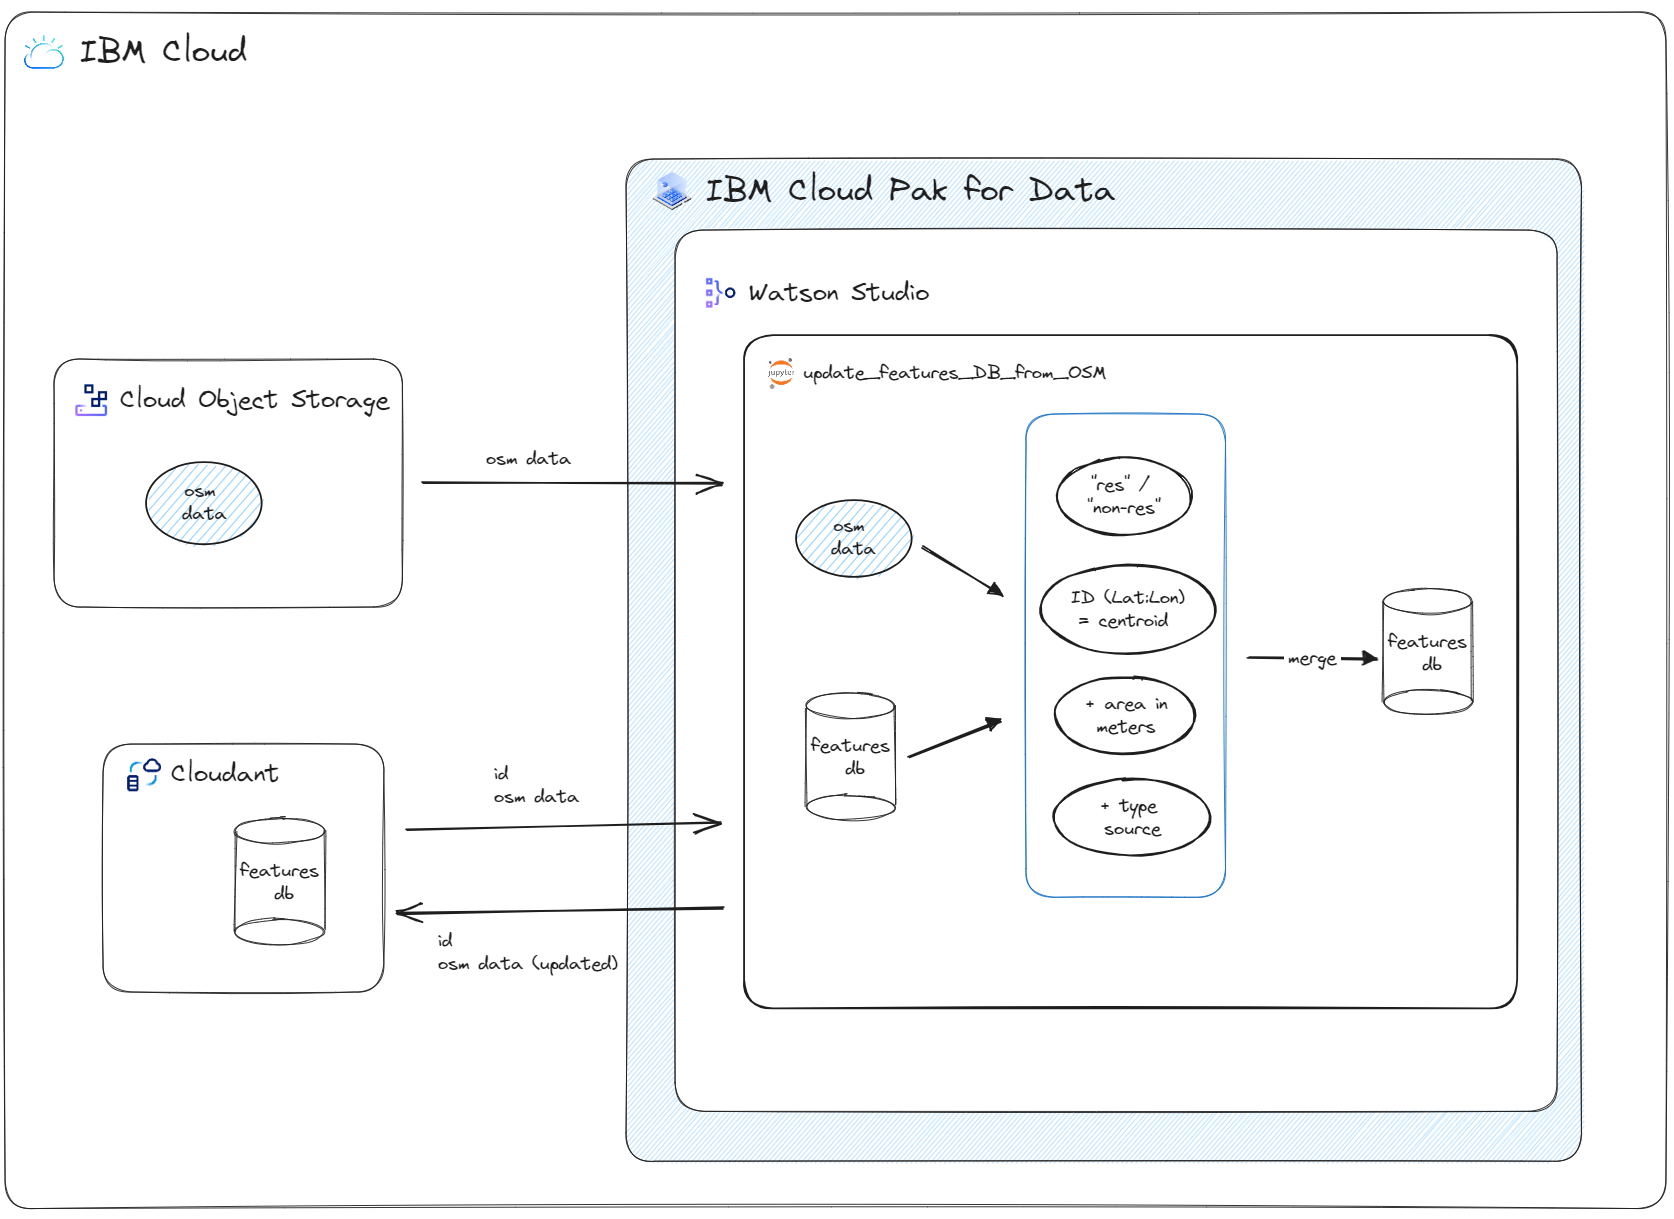 IBM Cloud
IBM Cloud Pak for Data
Watson Studio
jupyter
update_features_DB_from_OSM
Cloud Object Storage
osm
data
osm data
osm
data
"res" /
"non-res"
ID (Lat:Lon)
= centroid
+ area in
meters
+ type
source
features
db
merge
features
db
Cloudant
features
db
id
osm data
id
osm data (updated)